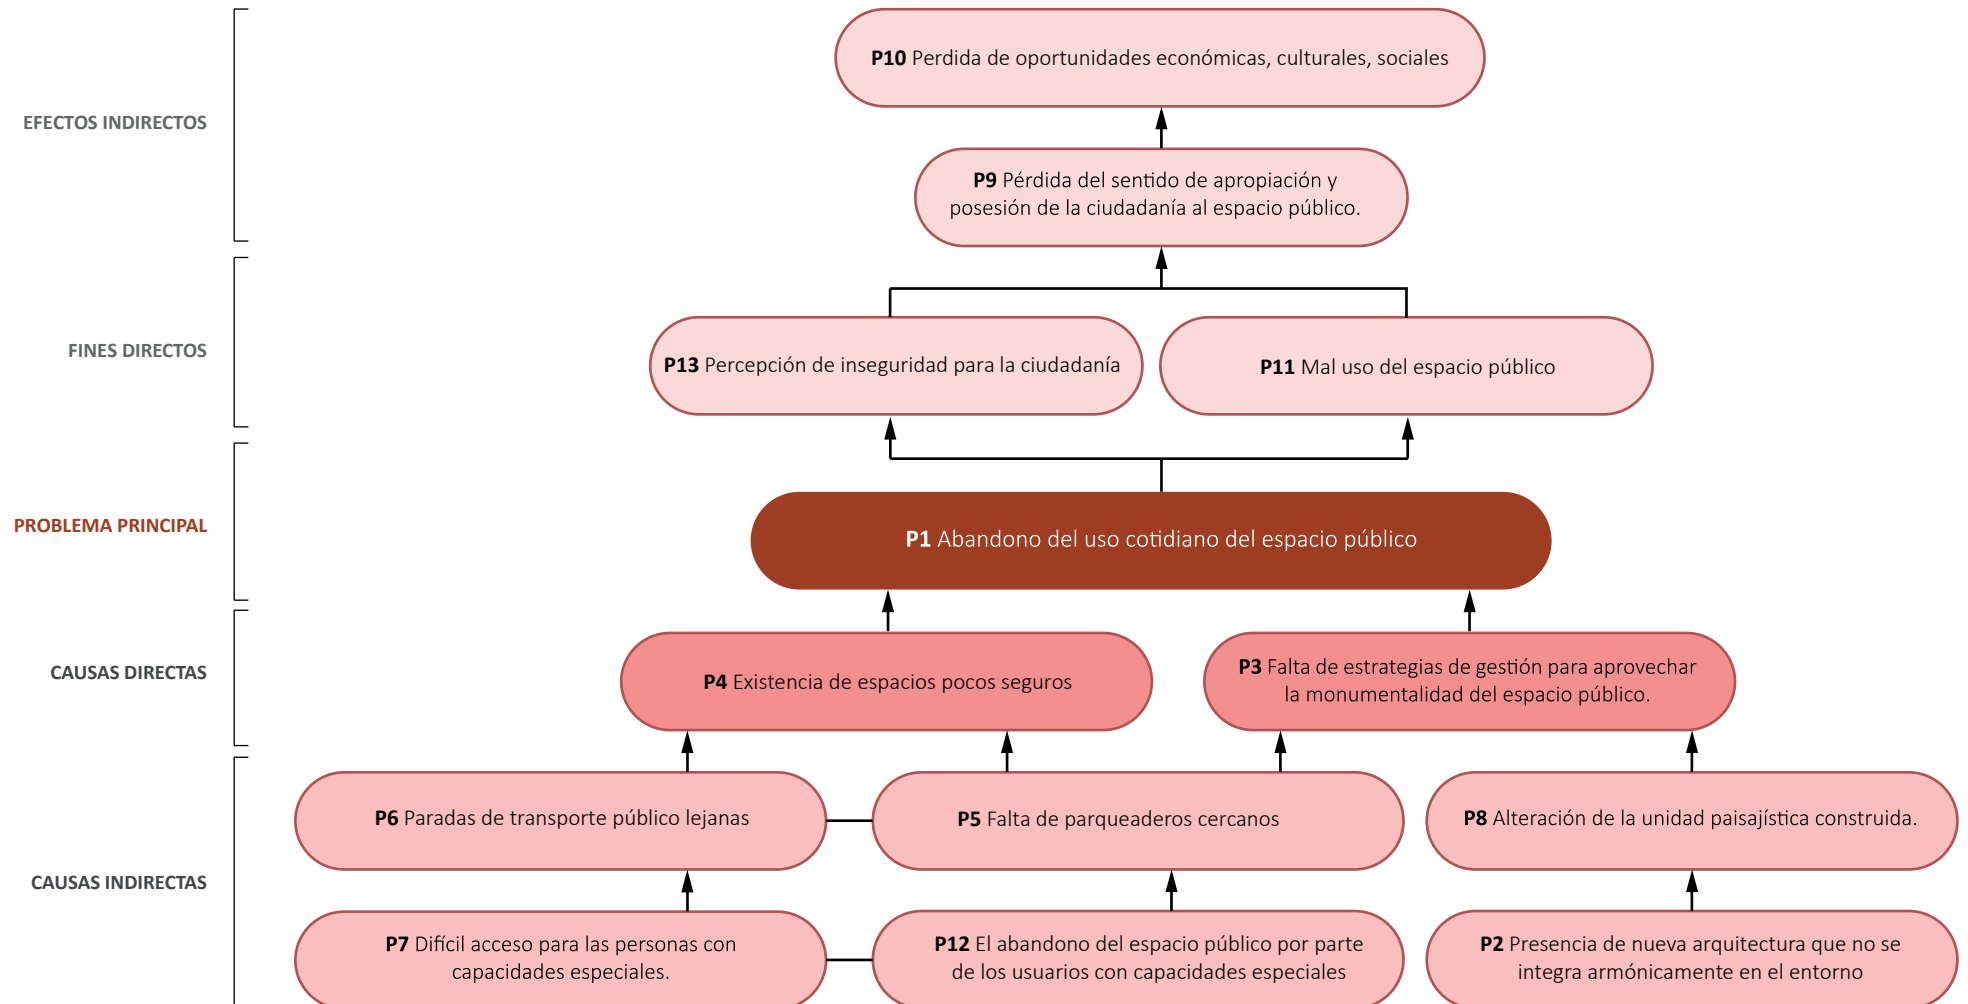 P10 Perdida de oportunidades económicas, culturales, sociales
EFECTOS INDIRECTOS
P9 Pérdida del sentido de apropiación y
posesión de la ciudadanía al espacio público.
FINES DIRECTOS
P13 Percepción de inseguridad para la ciudadanía
P11 Mal uso del espacio público
PROBLEMA PRINCIPAL
P1 Abandono del uso cotidiano del espacio público
CAUSAS DIRECTAS
P4 Existencia de espacios pocos seguros
P3 Falta de estrategias de gestión para aprovechar
la monumentalidad del espacio público.
P6 Paradas de transporte público lejanas
P5 Falta de parqueaderos cercanos
P8 Alteración de la unidad paisajística construida.
CAUSAS INDIRECTAS
P7 Difícil acceso para las personas con
capacidades especiales.
P12 El abandono del espacio público por parte
de los usuarios con capacidades especiales
P2 Presencia de nueva arquitectura que no se
integra armónicamente en el entorno